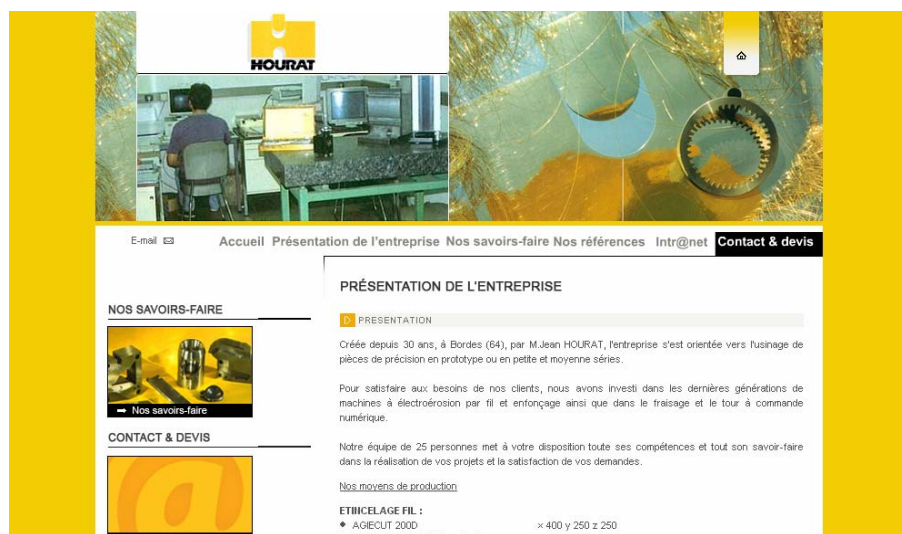 HOURAT
E-mail
Accueil Présentation de l'entreprise Nos savoirs-faire Nos références Intr@net Contact & devis
PRÉSENTATION DE L'ENTREPRISE
NOS SAVOIRS-FAIRE
PRESENTATION
Créée depuis 30 ans, à Bordes (64), par M.Jean HOURAT, l'entreprise s'est orientée vers l'usinage de
pièces de précision en prototype ou en petite et moyenne séries.
Pour satisfaire aux besoins de nos clients, nous avons investi dans les dernières générations de
machines à électroérosion par fil et enfonçage ainsi que dans le fraisage et le tour à commande
numérique.
Nos savoirs-faire
CONTACT & DEVIS
Notre équipe de 25 personnes met à votre disposition toute ses compétences et tout son savoir-faire
dans la réalisation de vos projets et la satisfaction de vos demandes.
Nos moyens de production
ETINCELAGE FIL :
AGIECUT 200D × 400 y 250 z 250